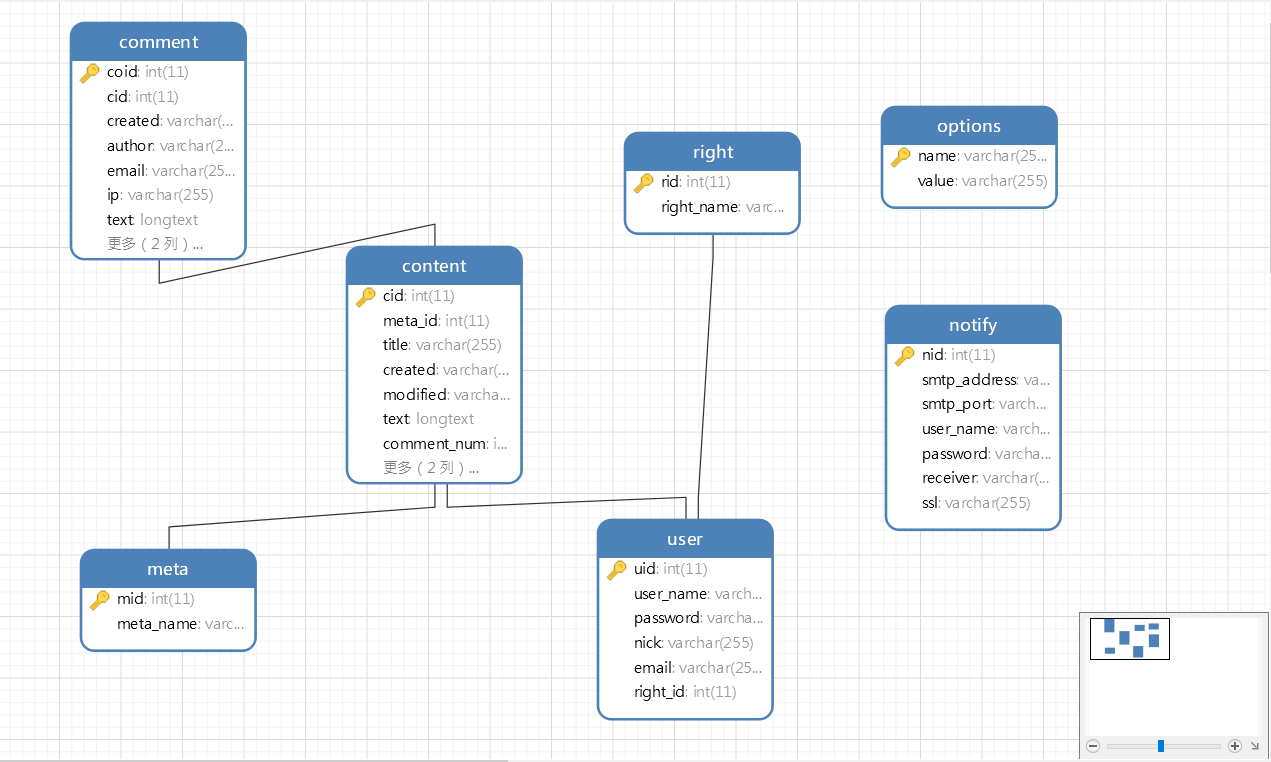 comment
coid: int(11)
cid: int(11)
created: varchar(...
author: varchar(2...
email: varchar(25...
ip: varchar(255)
text: longtext
更多 ( 2 列 ) ...
content
cid: int(11)
meta_id: int(11)
title: varchar(255)
created: varchar(...
modified: varcha...
text: longtext
comment_num: i...
更多 ( 2 列 ) ...
right
rid: int(11)
right_name: varc...
options
name: varchar(25...
value: varchar(255)
notify
nid: int(11)
smtp_address: va...
smtp_port: varch...
user_name: varch...
password: varcha...
receiver: varchar(...
ssl: varchar(255)
meta
mid: int(11)
meta_name: varc...
user
uid: int(11)
user_name: varch...
password: varcha...
nick: varchar(255)
email: varchar(25...
right_id: int(11)